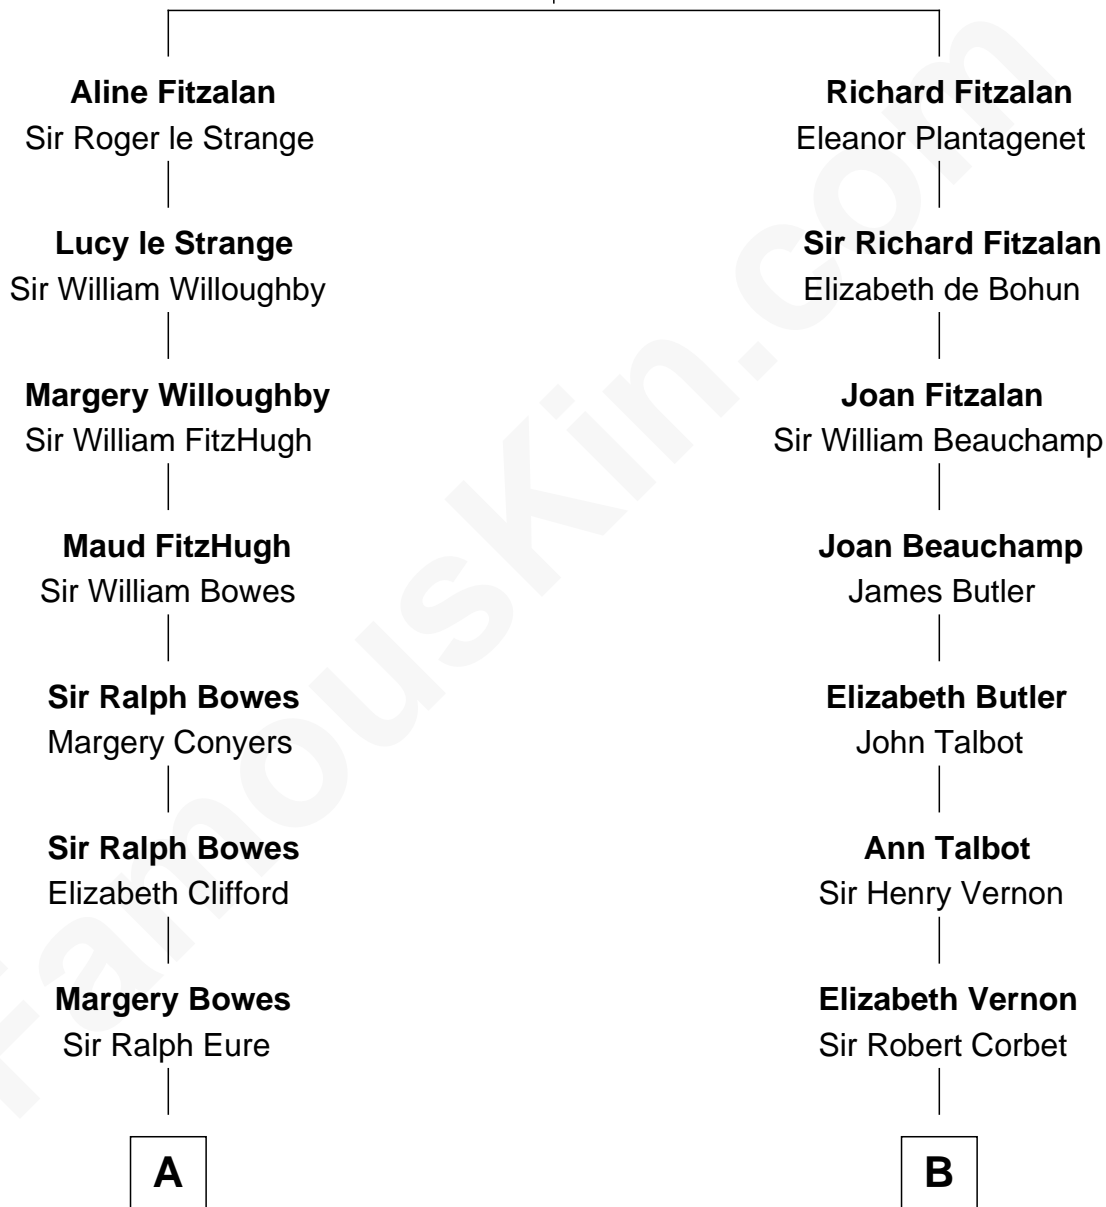 Aline Fitzalan
Sir Roger le Strange
Richard Fitzalan
Eleanor Plantagenet
Lucy le Strange
Sir William Willoughby
Sir Richard Fitzalan
Elizabeth de Bohun
Margery Willoughby
Sir William FitzHugh
Joan Fitzalan
Sir William Beauchamp
Maud FitzHugh
Sir William Bowes
Joan Beauchamp
James Butler
Sir Ralph Bowes
Margery Conyers
Elizabeth Butler
John Talbot
Sir Ralph Bowes
Elizabeth Clifford
Ann Talbot
Sir Henry Vernon
Margery Bowes
Sir Ralph Eure
Elizabeth Vernon
Sir Robert Corbet
A
B
FamousKin.com